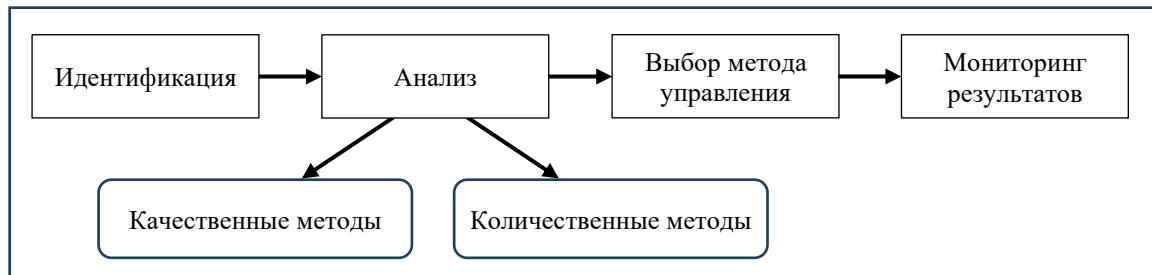 Идентификация
Анализ
Выбор метода
управления
Мониторинг
результатов
Качественные методы
Количественные методы